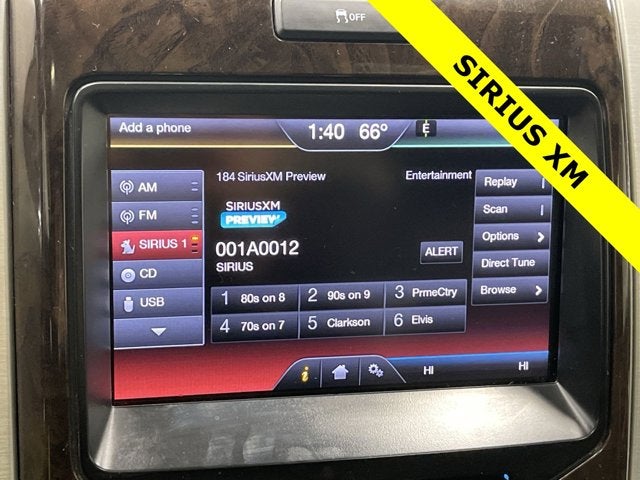 OFF
SIRIUS XM
Add a phone
1:40 66° E
184 SiriusXM Preview Entertainment
AM
FM
SIRIUS 1
CD
USB
SIRIUSXM
PREVIEW
001A0012
SIRIUS
ALERT
Replay
Scan
Options
Direct Tune
Browse
1 80s on 8 2 90s on 9 3 PrmeCtry
4 70s on 7 5 Clarkson 6 Elvis
i HI HI